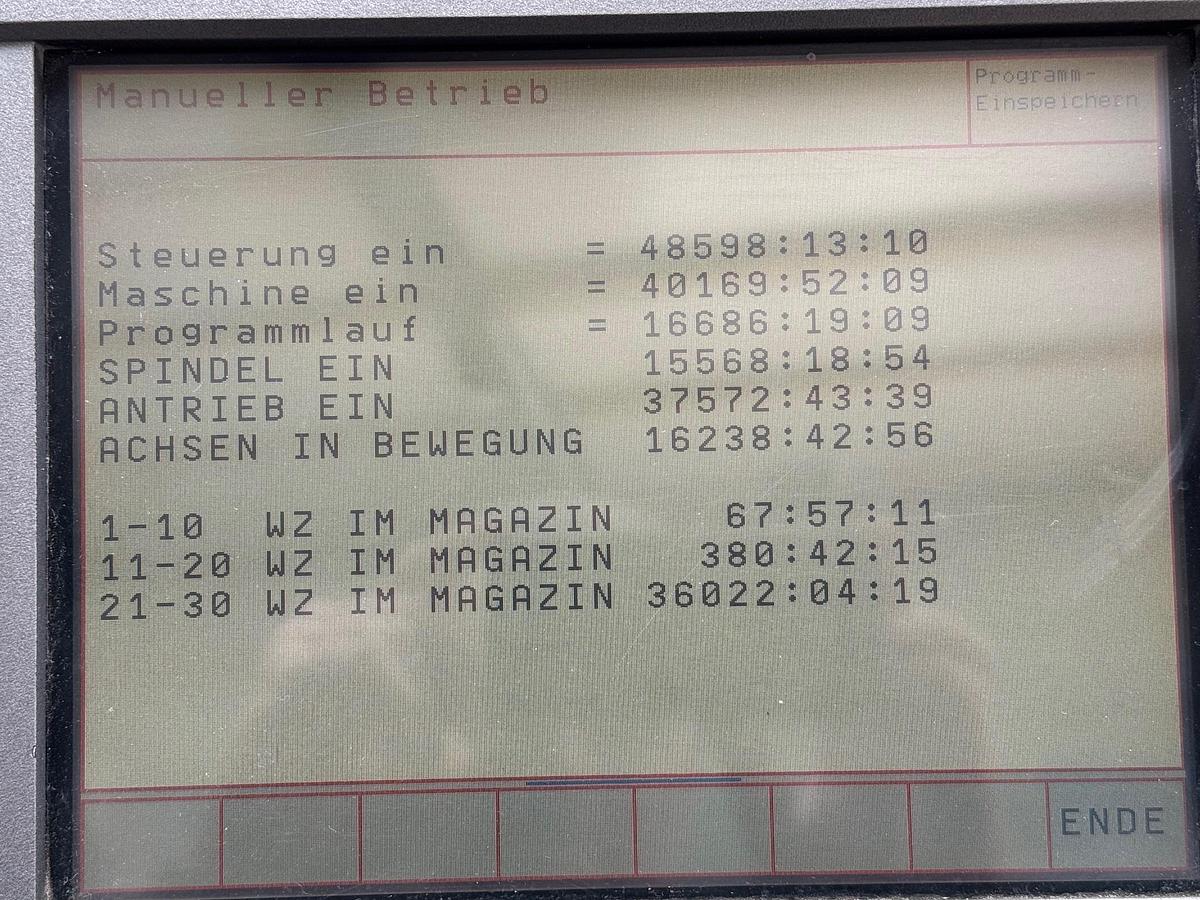 Manueller Betrieb
Programm-
Einspeichern
Steuerung ein = 48598:13:10
Maschine ein = 40169:52:09
Programmlauf = 16686:19:09
SPINDEL EIN 15568:18:54
ANTRIEB EIN 37572:43:39
ACHSEN IN BEWEGUNG 16238:42:56
1-10 WZ IM MAGAZIN 67:57:11
11-20 WZ IM MAGAZIN 380:42:15
21-30 WZ IM MAGAZIN 36022:04:19
ENDE